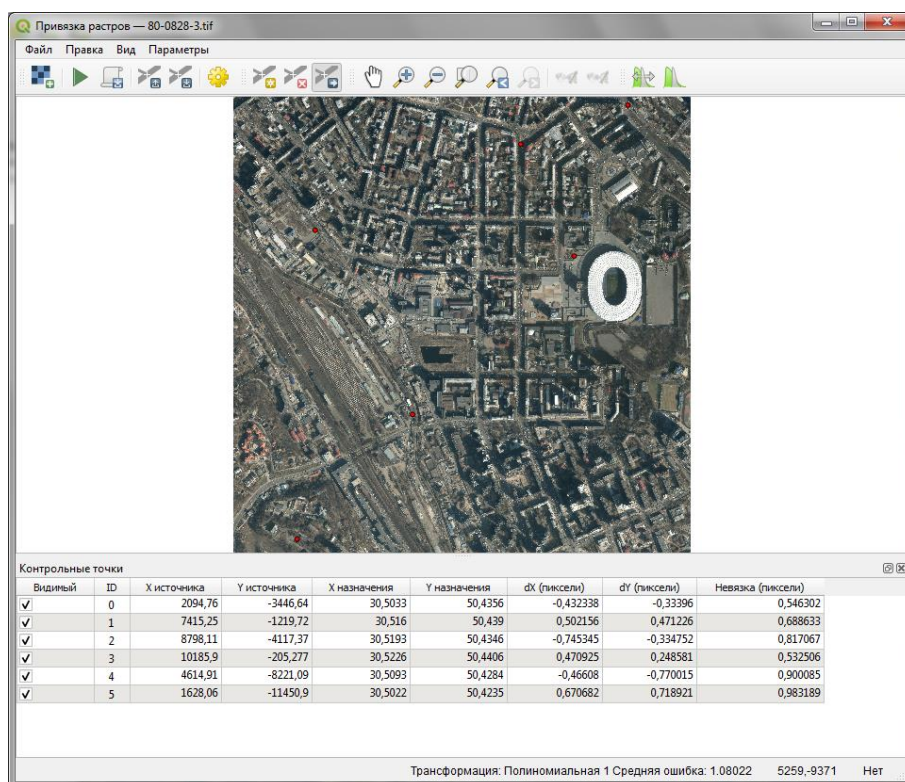 Привязка растров — 80-0828-3.tif
Файл Правка Вид Параметры
Контрольные точки
Видимый ID X источника Y источника X назначения Y назначения dX (пиксели) dY (пиксели) Невязка (пиксели)
0 2094,76 -3446,64 30,5033 50,4356 -0,432338 -0,33396 0,546302
1 7415,25 -1219,72 30,516 50,439 0,502156 0,471226 0,688633
2 8798,11 -4117,37 30,5193 50,4346 -0,745345 -0,334752 0,817067
3 10185,9 -205,277 30,5226 50,4406 0,470925 0,248581 0,532506
4 4614,91 -8221,09 30,5093 50,4284 -0,46608 -0,770015 0,900085
5 1628,06 -11450,9 30,5022 50,4235 0,670682 0,718921 0,983189
Трансформация: Полиномиальная 1 Средняя ошибка: 1.08022 5259,-9371 Нет